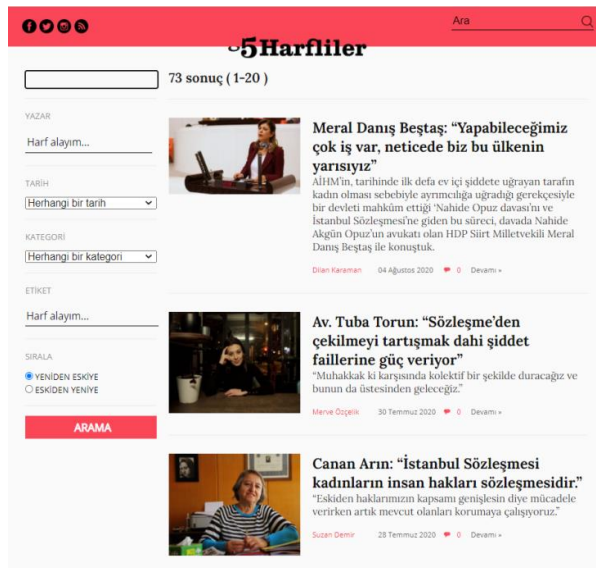 Ara
5Harfliler
73 sonuç ( 1-20 )
YAZAR
Harf alayım...
TARİH
Herhangi bir tarih
KATEGORİ
Herhangi bir kategori
ETİKET
Harf alayım...
SIRALA
YENİDEN ESKİYE
ESKİDEN YENİYE
ARAMA
Meral Danış Beştaş: “Yapabileceğimiz
çok iş var, neticede biz bu ülkenin
yarısıyız”
AİHM’in, tarihinde ilk defa ev içi şiddete uğrayan tarafın
kadın olması sebebiyle ayrımcılığa uğradığı gerekçesiyle
bir devleti mahkûm ettiği ‘Nahide Opuz davası’nı ve
İstanbul Sözleşmesi’ne giden bu süreci, davada Nahide
Akgün Opuz’un avukatı olan HDP Siirt Milletvekili Meral
Danış Beştaş ile konuştuk.
Dilan Karaman 04 Ağustos 2020 0 Devamı »
Av. Tuba Torun: “Sözleşme’den
çekilmeyi tartışmak dahi şiddet
faillerine güç veriyor”
“Muhakkak ki karşısında kolektif bir şekilde duracağız ve
bunun da üstesinden geleceğiz.”
Merve Özçelik 30 Temmuz 2020 0 Devamı »
Canan Arın: “İstanbul Sözleşmesi
kadınların insan hakları sözleşmesidir.”
“Eskiden haklarımızın kapsamı genişlesin diye mücadele
verirken artık mevcut olanları korumaya çalışıyoruz.”
Suzan Demir 28 Temmuz 2020 0 Devamı »